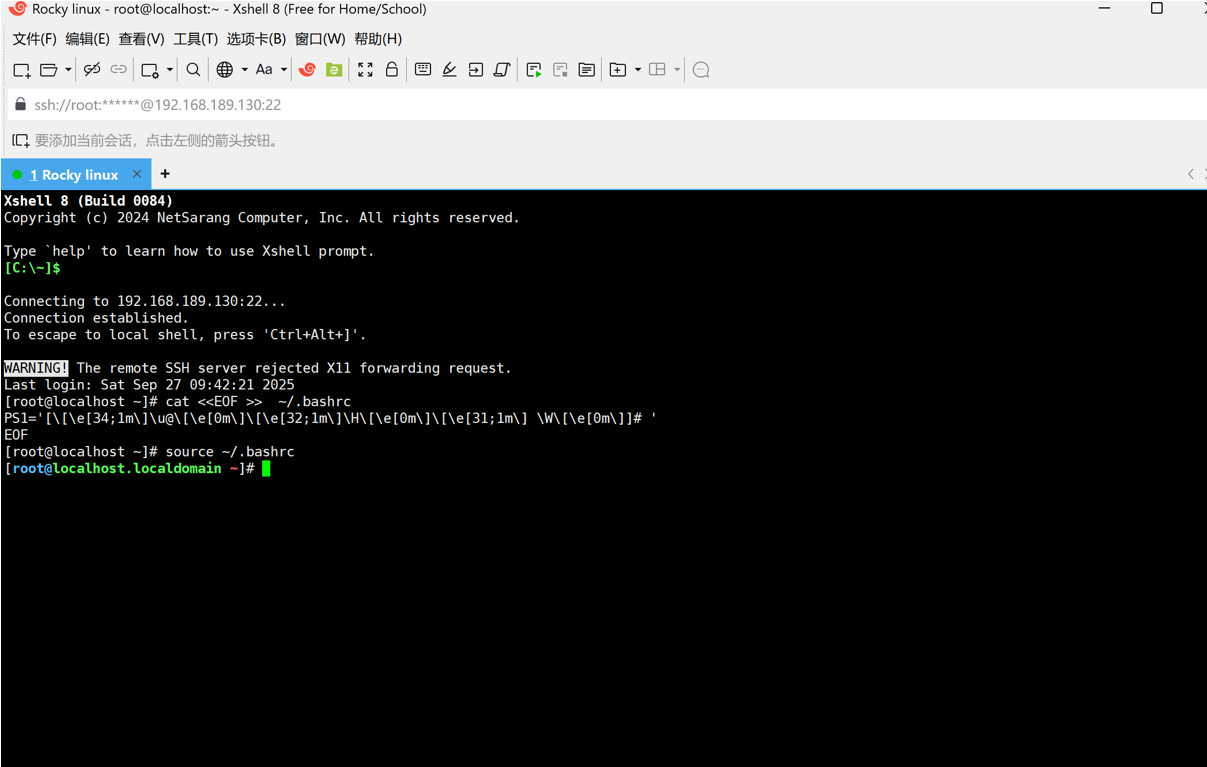 Rocky linux - root@localhost:~ - Xshell 8 (Free for Home/School)
文件(F) 编辑(E) 查看(V) 工具(T) 选项卡(B) 窗口(W) 帮助(H)
Aa
ssh://root:******@192.168.189.130:22
要添加当前会话，点击左侧的箭头按钮。
1 Rocky linux × +
Xshell 8 (Build 0084)
Copyright (c) 2024 NetSarang Computer, Inc. All rights reserved.
Type `help' to learn how to use Xshell prompt.
[C:\~]$
Connecting to 192.168.189.130:22...
Connection established.
To escape to local shell, press 'Ctrl+Alt+]'.
WARNING! The remote SSH server rejected X11 forwarding request.
Last login: Sat Sep 27 09:42:21 2025
[root@localhost ~]# cat <<EOF >>  ~/.bashrc
PS1='[\[\e[34;1m\]\u@\[\e[0m\]\[\e[32;1m\]\H\[\e[0m\]\[\e[31;1m\] \W\[\e[0m\]]# '
EOF
[root@localhost ~]# source ~/.bashrc
[root@localhost.localdomain ~]#